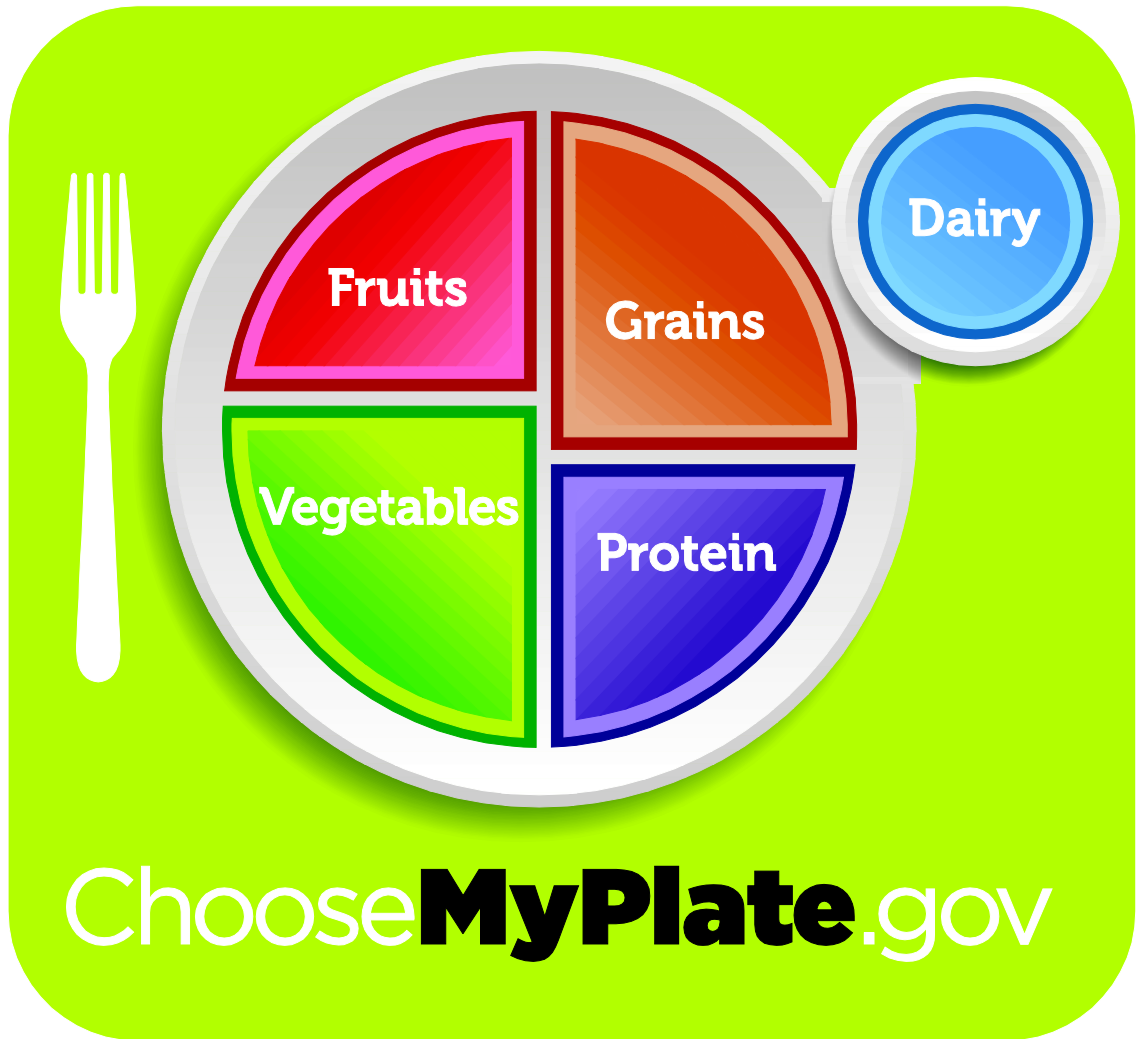 Dairy
Fruits
Grains
Vegetables
Protein
ChooseMyPlate.gov